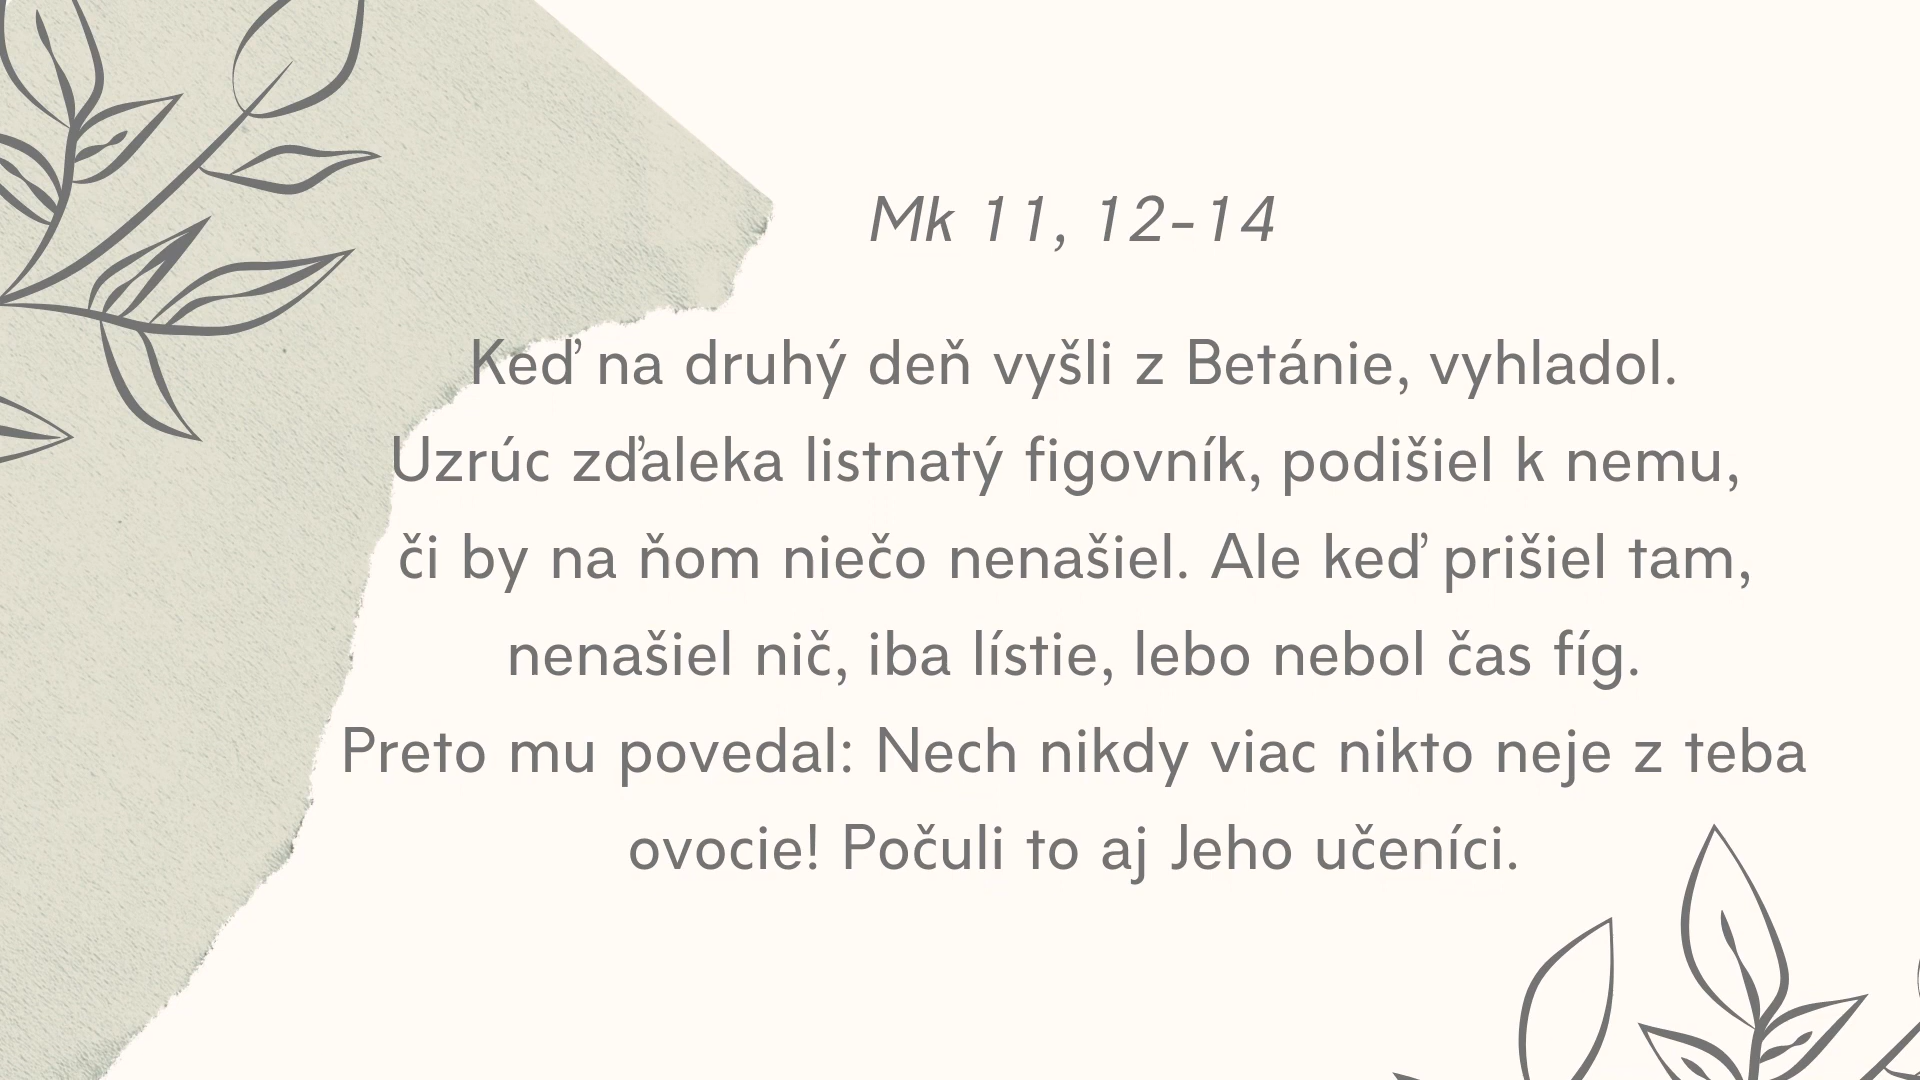 Mk 11, 12-14
Keď na druhý deň vyšli z Betánie, vyhladol.
Uzrúc zďaleka listnatý figovník, podišiel k nemu,
či by na ňom niečo nenašiel. Ale keď prišiel tam,
nenašiel nič, iba lístie, lebo nebol čas fíg.
Preto mu povedal: Nech nikdy viac nikto neje z teba
ovocie! Počuli to aj Jeho učeníci.